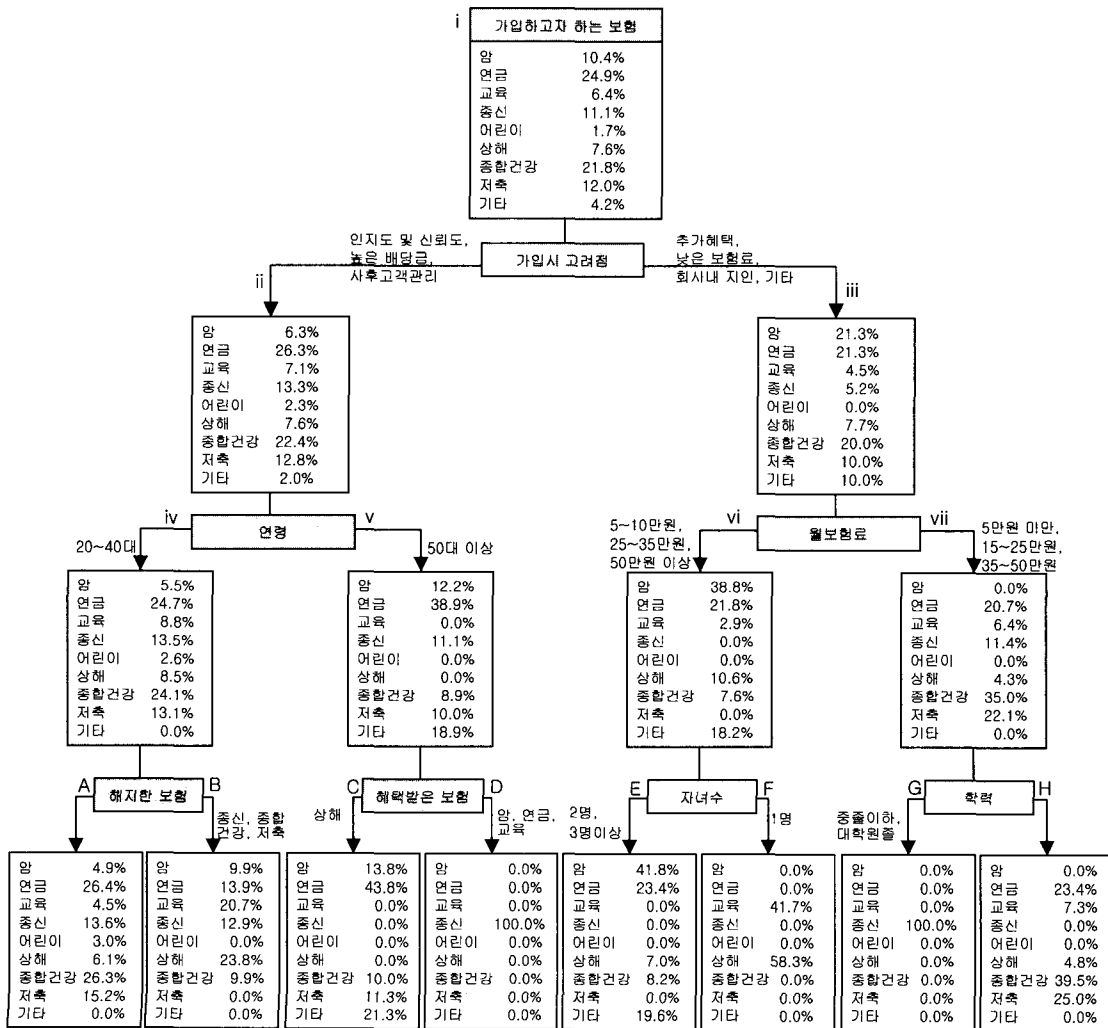 i
가입하고자 하는 보험
암 10.4%
연금 24.9%
교육 6.4%
종신 11.1%
어린이 1.7%
상해 7.6%
종합건강 21.8%
저축 12.0%
기타 4.2%
인지도 및 신뢰도,
높은 배당금,
사후고객관리
가입시 고려점
추가혜택,
낮은 보험료,
회사내 지인, 기타
ii
iii
암 6.3%
연금 26.3%
교육 7.1%
종신 13.3%
어린이 2.3%
상해 7.6%
종합건강 22.4%
저축 12.8%
기타 2.0%
암 21.3%
연금 21.3%
교육 4.5%
종신 5.2%
어린이 0.0%
상해 7.7%
종합건강 20.0%
저축 10.0%
기타 10.0%
iv
연령
v
20~40대
50대 이상
vi
월보험료
vii
5~10만원,
25~35만원,
50만원 이상
5만원 미만,
15~25만원,
35~50만원
암 5.5%
연금 24.7%
교육 8.8%
종신 13.5%
어린이 2.6%
상해 8.5%
종합건강 24.1%
저축 13.1%
기타 0.0%
암 12.2%
연금 38.9%
교육 0.0%
종신 11.1%
어린이 0.0%
상해 0.0%
종합건강 8.9%
저축 10.0%
기타 18.9%
암 38.8%
연금 21.8%
교육 2.9%
종신 0.0%
어린이 0.0%
상해 10.6%
종합건강 7.6%
저축 0.0%
기타 18.2%
암 0.0%
연금 20.7%
교육 6.4%
종신 11.4%
어린이 0.0%
상해 4.3%
종합건강 35.0%
저축 22.1%
기타 0.0%
A
해지한 보험
B
종신, 종합
건강, 저축
C
혜택받은 보험
D
상해
암, 연금,
교육
E
자녀수
F
2명,
3명이상
1명
G
학력
H
중졸이하,
대학원졸
암 4.9%
연금 26.4%
교육 4.5%
종신 13.6%
어린이 3.0%
상해 6.1%
종합건강 26.3%
저축 15.2%
기타 0.0%
암 9.9%
연금 13.9%
교육 20.7%
종신 12.9%
어린이 0.0%
상해 23.8%
종합건강 9.9%
저축 0.0%
기타 0.0%
암 13.8%
연금 43.8%
교육 0.0%
종신 0.0%
어린이 0.0%
상해 0.0%
종합건강 10.0%
저축 11.3%
기타 21.3%
암 0.0%
연금 0.0%
교육 0.0%
종신 100.0%
어린이 0.0%
상해 0.0%
종합건강 0.0%
저축 0.0%
기타 0.0%
암 41.8%
연금 23.4%
교육 0.0%
종신 0.0%
어린이 0.0%
상해 7.0%
종합건강 8.2%
저축 0.0%
기타 19.6%
암 0.0%
연금 0.0%
교육 41.7%
종신 0.0%
어린이 0.0%
상해 58.3%
종합건강 0.0%
저축 0.0%
기타 0.0%
암 0.0%
연금 0.0%
교육 0.0%
종신 100.0%
어린이 0.0%
상해 0.0%
종합건강 0.0%
저축 0.0%
기타 0.0%
암 0.0%
연금 23.4%
교육 7.3%
종신 0.0%
어린이 0.0%
상해 4.8%
종합건강 39.5%
저축 25.0%
기타 0.0%